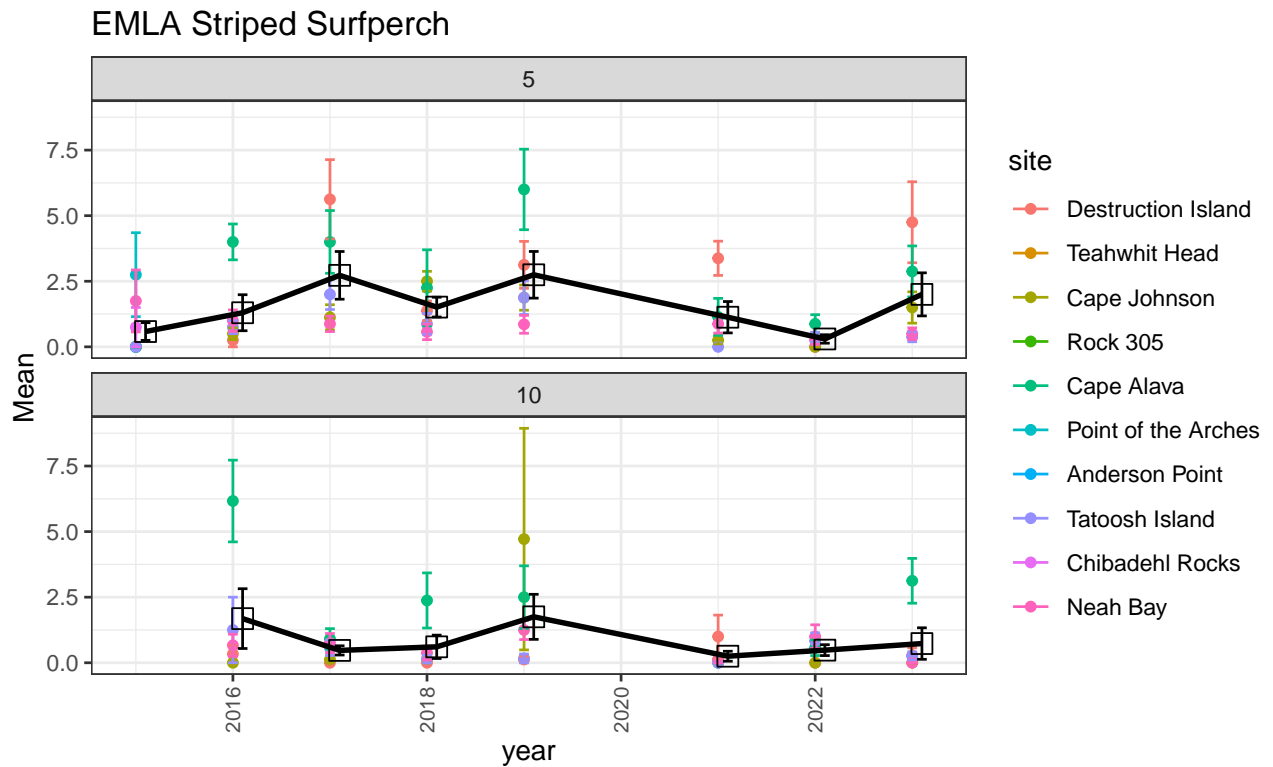 EMLA Striped Surfperch
5
7.5
5.0
2.5
0.0
10
7.5
5.0
2.5
0.0
Mean
2016
2018
2020
2022
year
site
Destruction Island
Teahwhit Head
Cape Johnson
Rock 305
Cape Alava
Point of the Arches
Anderson Point
Tatoosh Island
Chibadehl Rocks
Neah Bay